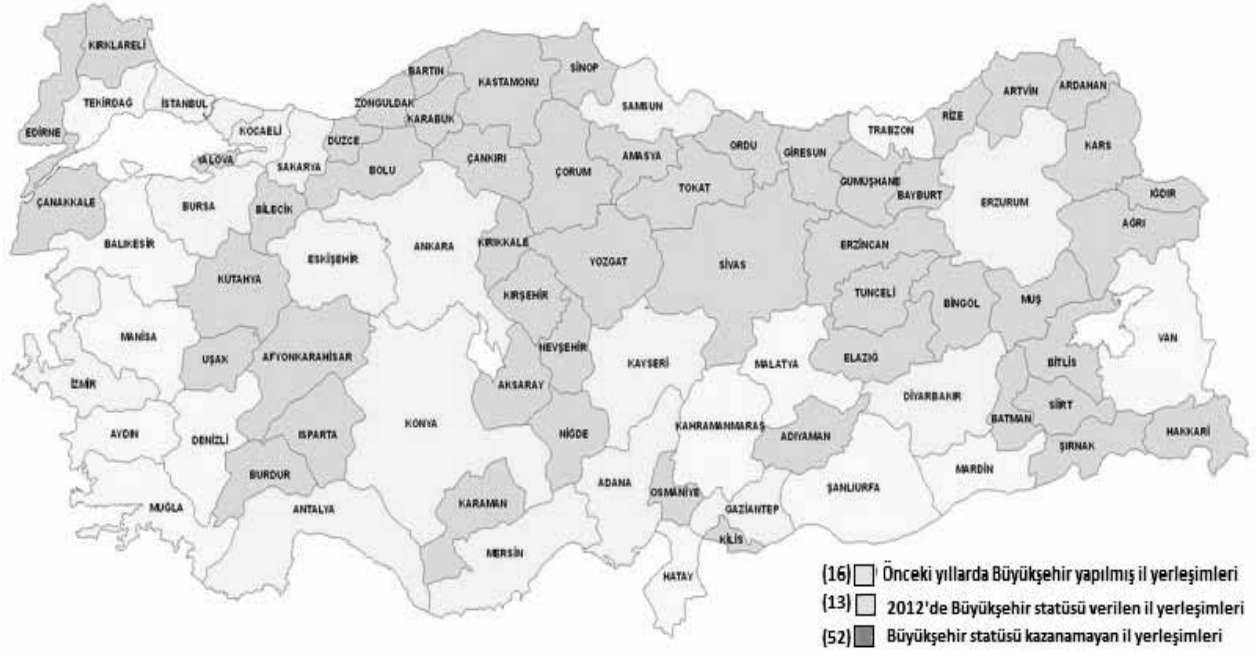 KIRKLARELİ
EDİRNE
TEKİRDAĞ
İSTANBUL
KOCAELİ
YALOVA
SAKARYA
DÜZCE
ZONGULDAK
BARTIN
KARABUK
KASTAMONU
SİNOP
SAMSUN
BOLU
ÇANKIRI
ÇORUM
AMASYA
TOKAT
ORDU
GİRESUN
TRABZON
GUMUŞHANE
BAYBURT
RİZE
ARTVİN
ARDAHAN
KARS
IĞDIR
AĞRI
ERZURUM
ERZİNCAN
ÇANAKKALE
BALIKESİR
BURSA
BİLECİK
ESKİŞEHİR
ANKARA
KIRIKKALE
YOZGAT
SİVAS
KUTAHYA
KIRŞEHİR
TUNCELİ
BİNGÖL
MUŞ
VAN
MANİSA
UŞAK
AFYONKARAHİSAR
NEVŞEHİR
KAYSERİ
MALATYA
ELAZIĞ
BİTLİS
İZMİR
AKSARAY
DİYARBAKIR
BATMAN
SİİRT
ŞIRNAK
HAKKARİ
AYDIN
DENİZLİ
ISPARTA
KONYA
NİĞDE
KAHRAMANMARAŞ
ADIYAMAN
MARDİN
BURDUR
MUĞLA
ANTALYA
KARAMAN
MERSİN
ADANA
OSMANİYE
GAZİANTEP
ŞANLIURFA
KİLİS
HATAY
(16) Önceki yıllarda Büyükşehir yapılmış il yerleşimleri
(13) 2012'de Büyükşehir statüsü verilen il yerleşimleri
(52) Büyükşehir statüsü kazanamayan il yerleşimleri